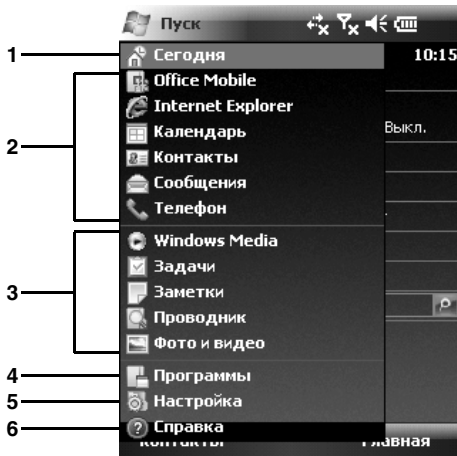 Пуск
1 Сегодня 10:15
Office Mobile
Internet Explorer
2 Календарь Выкл.
Контакты
Сообщения
Телефон
Windows Media
Задачи
3 Заметки
Проводник
Фото и видео
4 Программы
5 Настройка
6 Справка
Контакты Главная